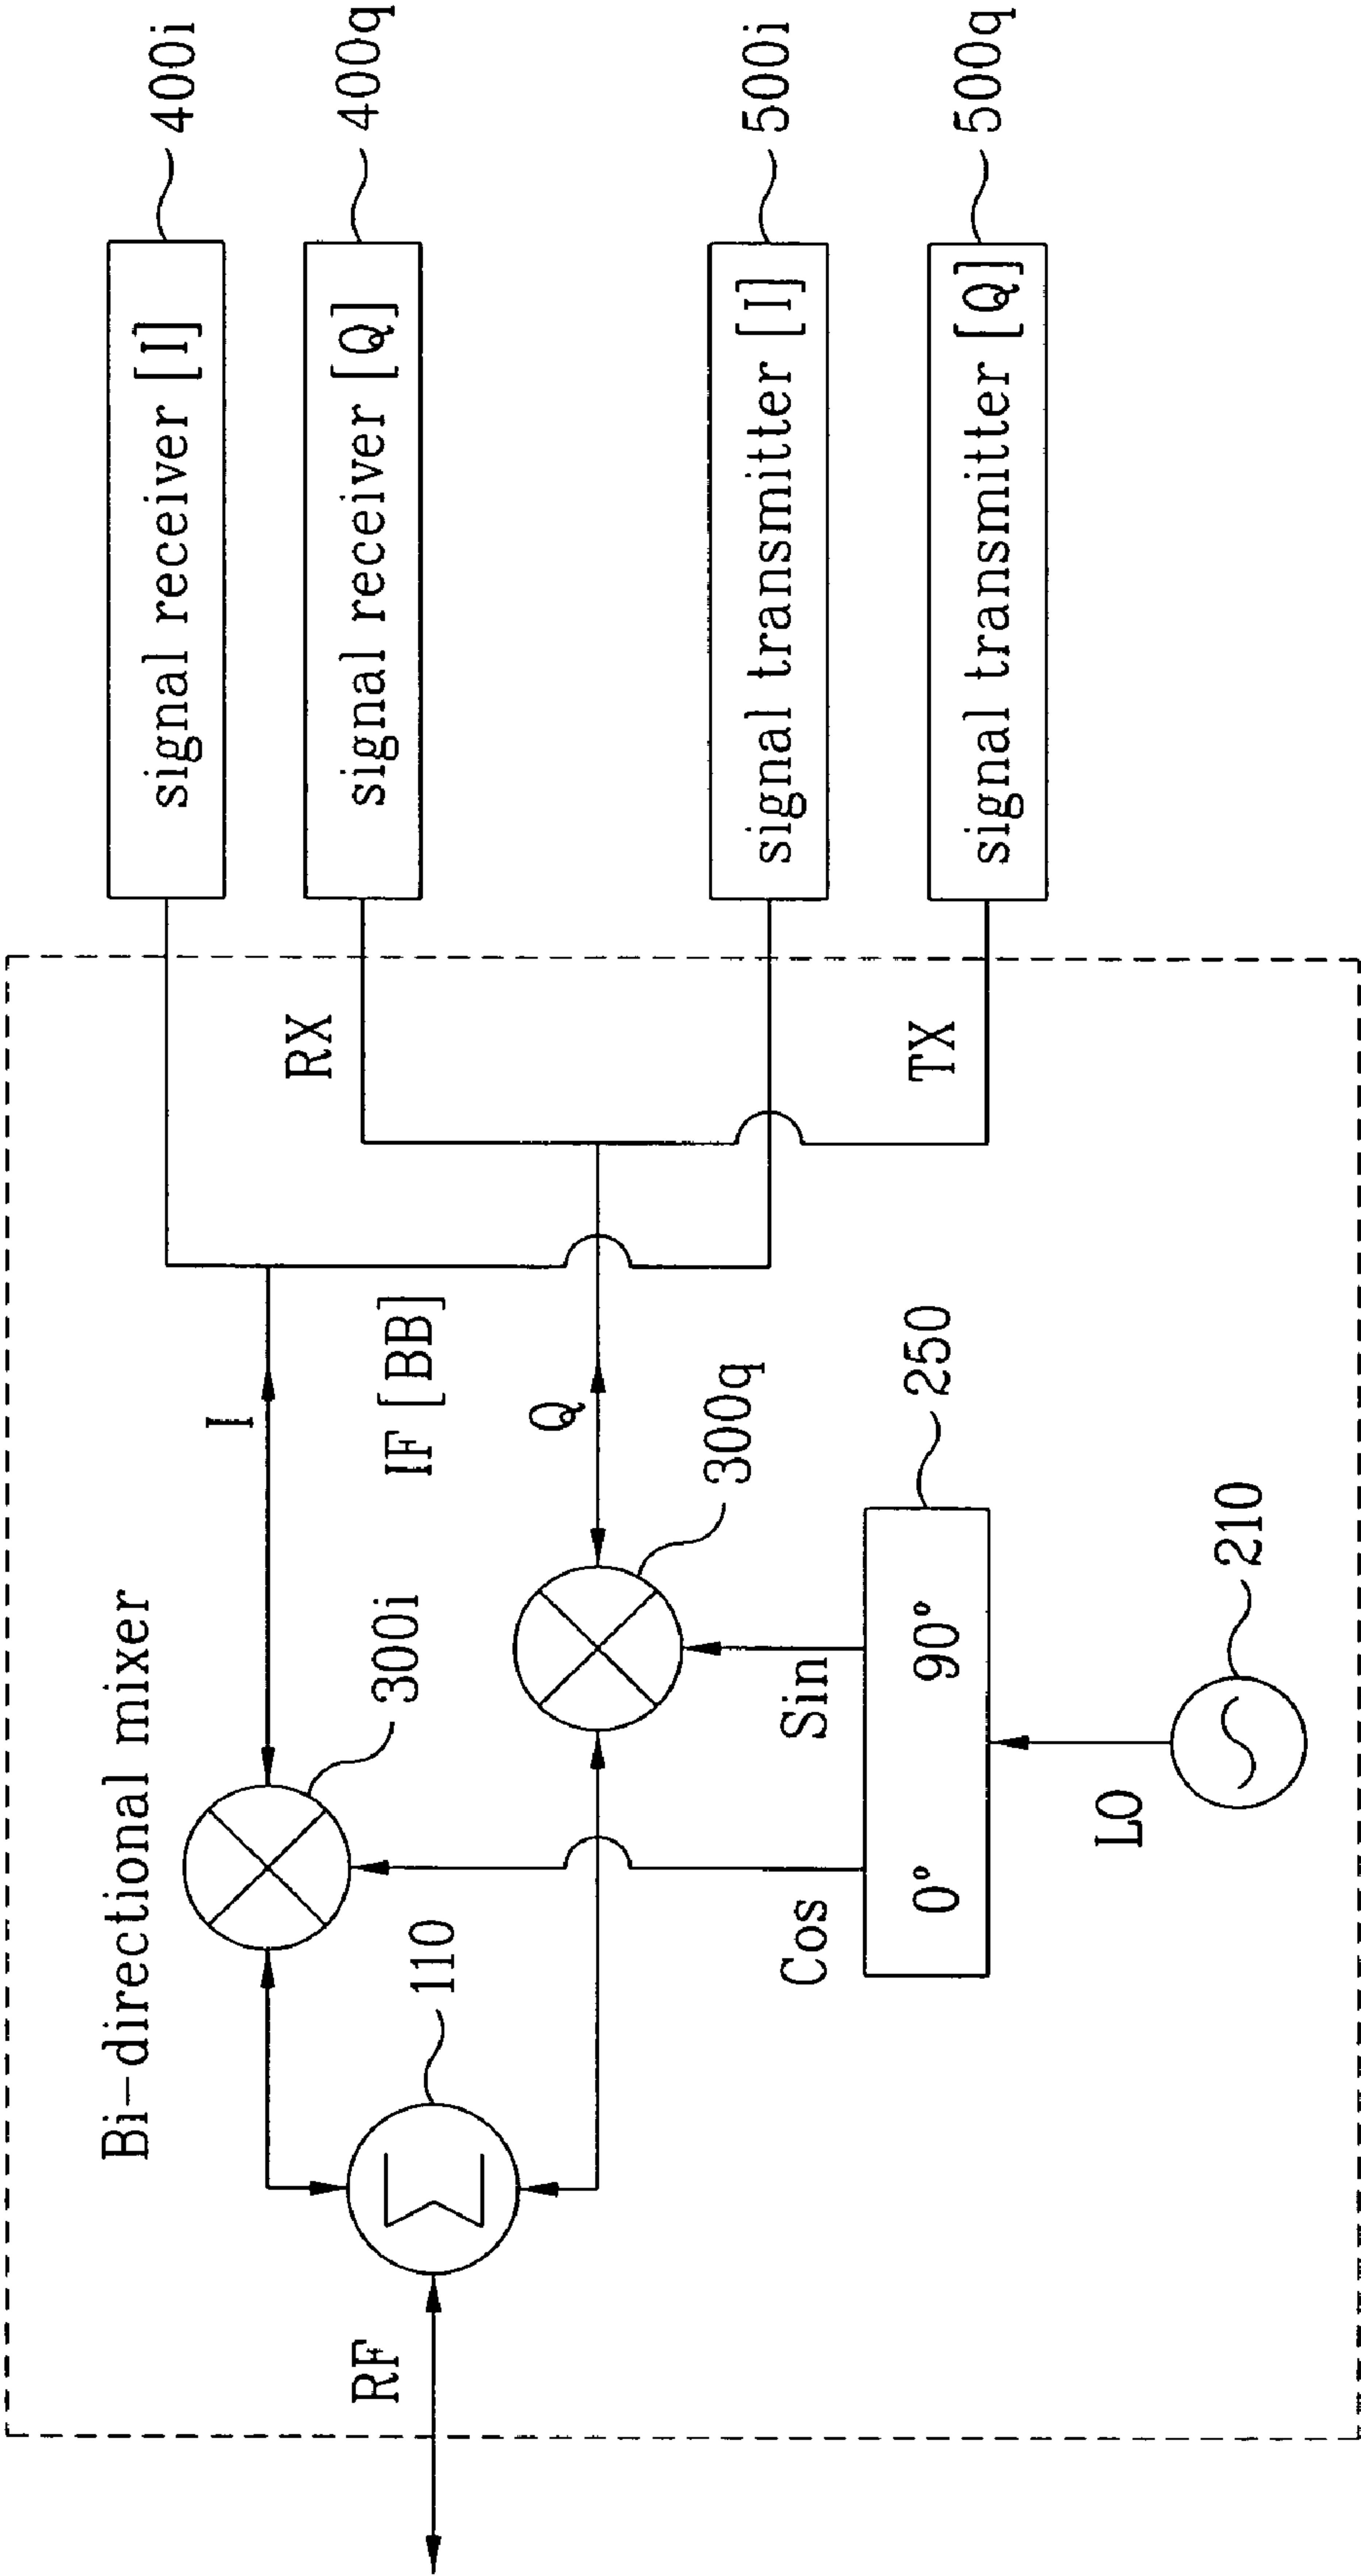 Bi-directional mixer
RF
110
300i
I
IF [BB]
Q
300q
Cos
Sin
0° 90°
250
LO
210
RX
TX
signal receiver [I]
400i
signal receiver [Q]
400q
signal transmitter [I]
500i
signal transmitter [Q]
500q
Σ